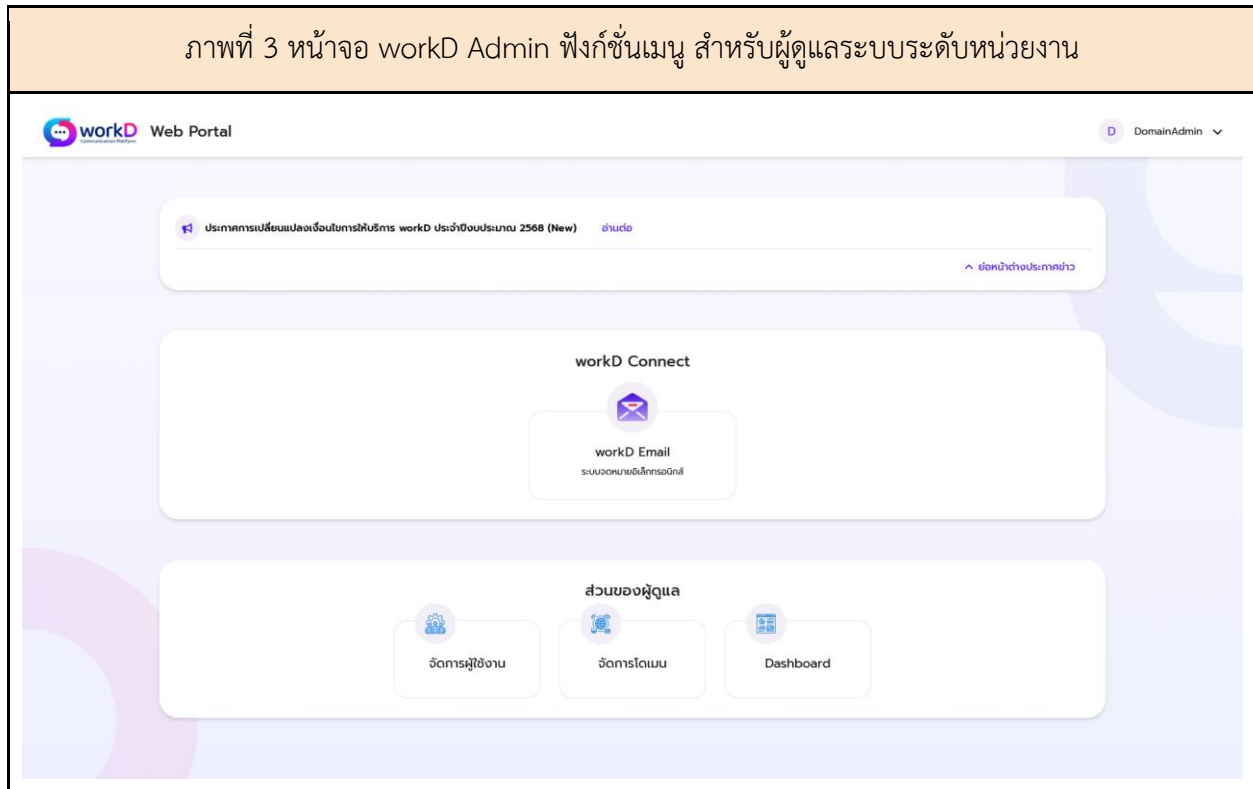 ภาพที่ 3 หน้าจอ workD Admin ฟังก์ชั่นเมนู สำหรับผู้ดูแลระบบระดับหน่วยงาน
workD Web Portal
Communication Platform
D DomainAdmin
ประกาศการเปลี่ยนแปลงเงื่อนไขการให้บริการ workD ประจำปีงบประมาณ 2568 (New) อ่านต่อ
ย่อหน้าต่างประกาศข่าว
workD Connect
workD Email
ระบบจดหมายอิเล็กทรอนิกส์
ส่วนของผู้ดูแล
จัดการผู้ใช้งาน จัดการโดเมน Dashboard